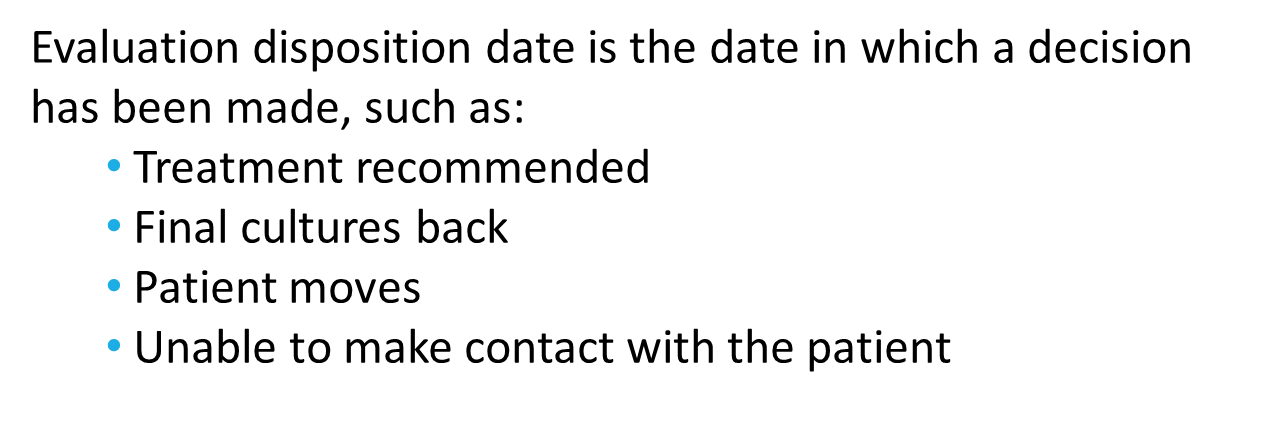 Evaluation disposition date is the date in which a decision
has been made, such as:
• Treatment recommended
• Final cultures back
• Patient moves
• Unable to make contact with the patient